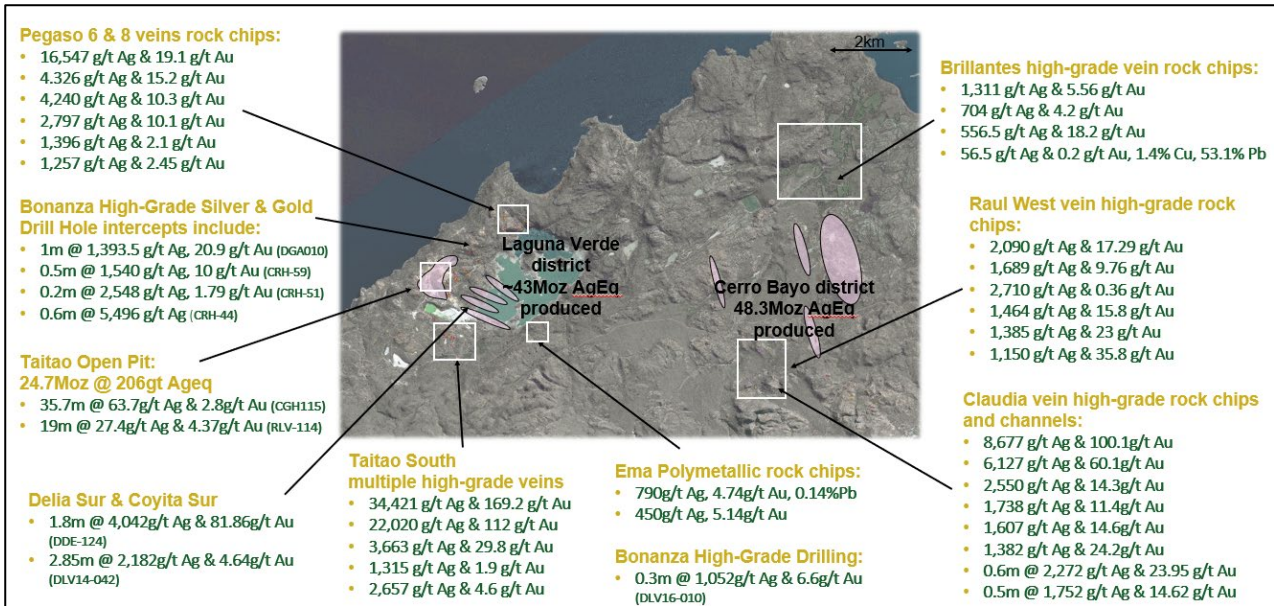 Pegaso 6 & 8 veins rock chips:
• 16,547 g/t Ag & 19.1 g/t Au
• 4.326 g/t Ag & 15.2 g/t Au
• 4,240 g/t Ag & 10.3 g/t Au
• 2,797 g/t Ag & 10.1 g/t Au
• 1,396 g/t Ag & 2.1 g/t Au
• 1,257 g/t Ag & 2.45 g/t Au
Bonanza High-Grade Silver & Gold
Drill Hole intercepts include:
• 1m @ 1,393.5 g/t Ag, 20.9 g/t Au (DGA010)
• 0.5m @ 1,540 g/t Ag, 10 g/t Au (CRH-59)
• 0.2m @ 2,548 g/t Ag, 1.79 g/t Au (CRH-51)
• 0.6m @ 5,496 g/t Ag (CRH-44)
Taitao Open Pit:
24.7Moz @ 206gt Ageq
• 35.7m @ 63.7g/t Ag & 2.8g/t Au (CGH115)
• 19m @ 27.4g/t Ag & 4.37g/t Au (RLV-114)
Delia Sur & Coyita Sur
• 1.8m @ 4,042g/t Ag & 81.86g/t Au
(DDE-124)
• 2.85m @ 2,182g/t Ag & 4.64g/t Au
(DLV14-042)
2km
Laguna Verde
district
~43Moz AgEq
produced
Cerro Bayo district
48.3Moz AgEq
produced
Taitao South
multiple high-grade veins
• 34,421 g/t Ag & 169.2 g/t Au
• 22,020 g/t Ag & 112 g/t Au
• 3,663 g/t Ag & 29.8 g/t Au
• 1,315 g/t Ag & 1.9 g/t Au
• 2,657 g/t Ag & 4.6 g/t Au
Ema Polymetallic rock chips:
• 790g/t Ag, 4.74g/t Au, 0.14%Pb
• 450g/t Ag, 5.14g/t Au
Bonanza High-Grade Drilling:
• 0.3m @ 1,052g/t Ag & 6.6g/t Au
(DLV16-010)
Brillantes high-grade vein rock chips:
• 1,311 g/t Ag & 5.56 g/t Au
• 704 g/t Ag & 4.2 g/t Au
• 556.5 g/t Ag & 18.2 g/t Au
• 56.5 g/t Ag & 0.2 g/t Au, 1.4% Cu, 53.1% Pb
Raul West vein high-grade rock
chips:
• 2,090 g/t Ag & 17.29 g/t Au
• 1,689 g/t Ag & 9.76 g/t Au
• 2,710 g/t Ag & 0.36 g/t Au
• 1,464 g/t Ag & 15.8 g/t Au
• 1,385 g/t Ag & 23 g/t Au
• 1,150 g/t Ag & 35.8 g/t Au
Claudia vein high-grade rock chips
and channels:
• 8,677 g/t Ag & 100.1g/t Au
• 6,127 g/t Ag & 60.1g/t Au
• 2,550 g/t Ag & 14.3g/t Au
• 1,738 g/t Ag & 11.4g/t Au
• 1,607 g/t Ag & 14.6g/t Au
• 1,382 g/t Ag & 24.2g/t Au
• 0.6m @ 2,272 g/t Ag & 23.95 g/t Au
• 0.5m @ 1,752 g/t Ag & 14.62 g/t Au